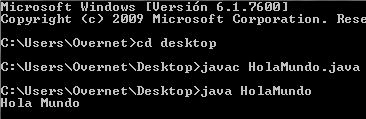 Microsoft Windows [Versión 6.1.7600]
Copyright (c) 2009 Microsoft Corporation. Rese
C:\Users\Overnet>cd desktop
C:\Users\Overnet\Desktop>javac HolaMundo.java
C:\Users\Overnet\Desktop>java HolaMundo
Hola Mundo